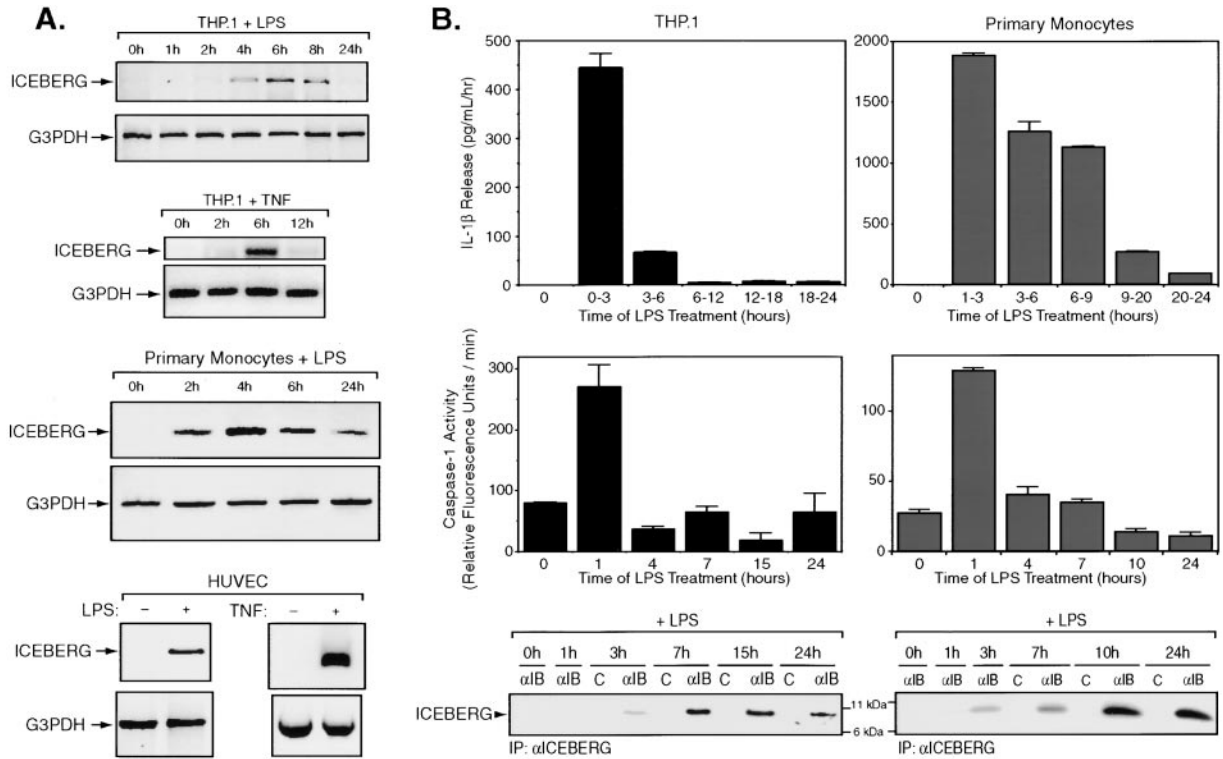 A.
THP.1 + LPS
0h 1h 2h 4h 6h 8h 24h
ICEBERG
G3PDH
THP.1 + TNF
0h 2h 6h 12h
ICEBERG
G3PDH
Primary Monocytes + LPS
0h 2h 4h 6h 24h
ICEBERG
G3PDH
HUVEC
LPS: – + TNF: – +
ICEBERG
G3PDH
B.
THP.1
IL-1β Release (pg/mL/hr)
500
400
300
200
100
0
0 0-3 3-6 6-12 12-18 18-24
Time of LPS Treatment (hours)
Primary Monocytes
2000
1500
1000
500
0
0 1-3 3-6 6-9 9-20 20-24
Time of LPS Treatment (hours)
Caspase-1 Activity
(Relative Fluorescence Units / min)
300
200
100
0
0 1 4 7 15 24
Time of LPS Treatment (hours)
100
50
0
0 1 4 7 10 24
Time of LPS Treatment (hours)
+ LPS
0h 1h 3h 7h 15h 24h
αIB αIB C αIB C αIB C αIB C αIB
ICEBERG
IP: αICEBERG
11 kDa
6 kDa
+ LPS
0h 1h 3h 7h 10h 24h
αIB αIB αIB C αIB C αIB C αIB
IP: αICEBERG